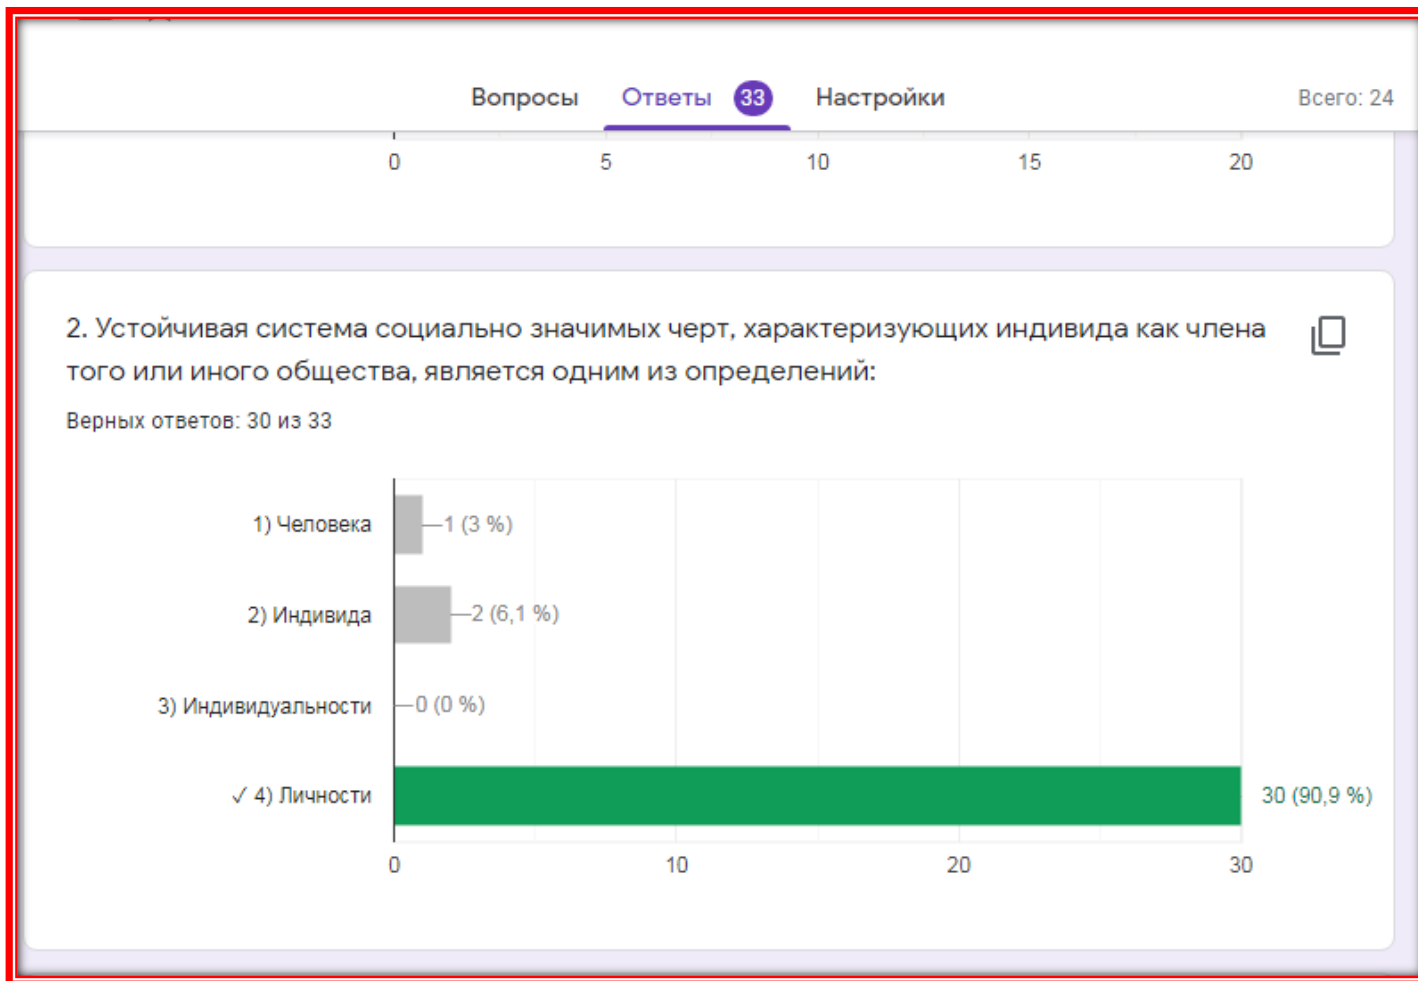 Вопросы Ответы 33 Настройки Всего: 24
0 5 10 15 20
2. Устойчивая система социально значимых черт, характеризующих индивида как члена
того или иного общества, является одним из определений:
Верных ответов: 30 из 33
1) Человека 1 (3 %)
2) Индивида 2 (6,1 %)
3) Индивидуальности 0 (0 %)
✓ 4) Личности 30 (90,9 %)
0 10 20 30